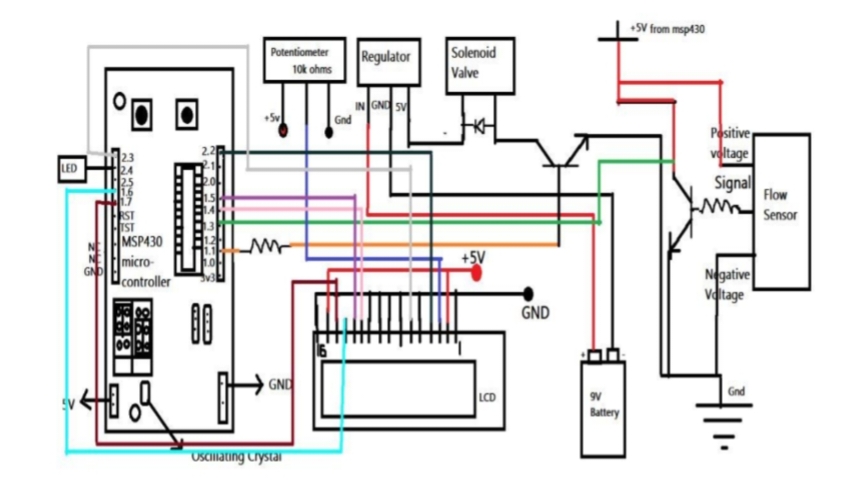 Potentiometer
10k ohms
Regulator
Solenoid
Valve
+5V from msp430
+5v
Gnd
IN GND 5V
-
LED
2.3
2.4
2.5
1.6
1.7
RST
TST
MSP430
micro-
controller
GND
2.2
2.1
2.0
1.5
1.4
1.3
1.2
1.1
1.0
3v3
Positive
voltage
Signal
Flow
Sensor
Negative
Voltage
+5V
GND
16
1
LCD
+ -
9V
Battery
Gnd
5V
GND
Oscillating Crystal